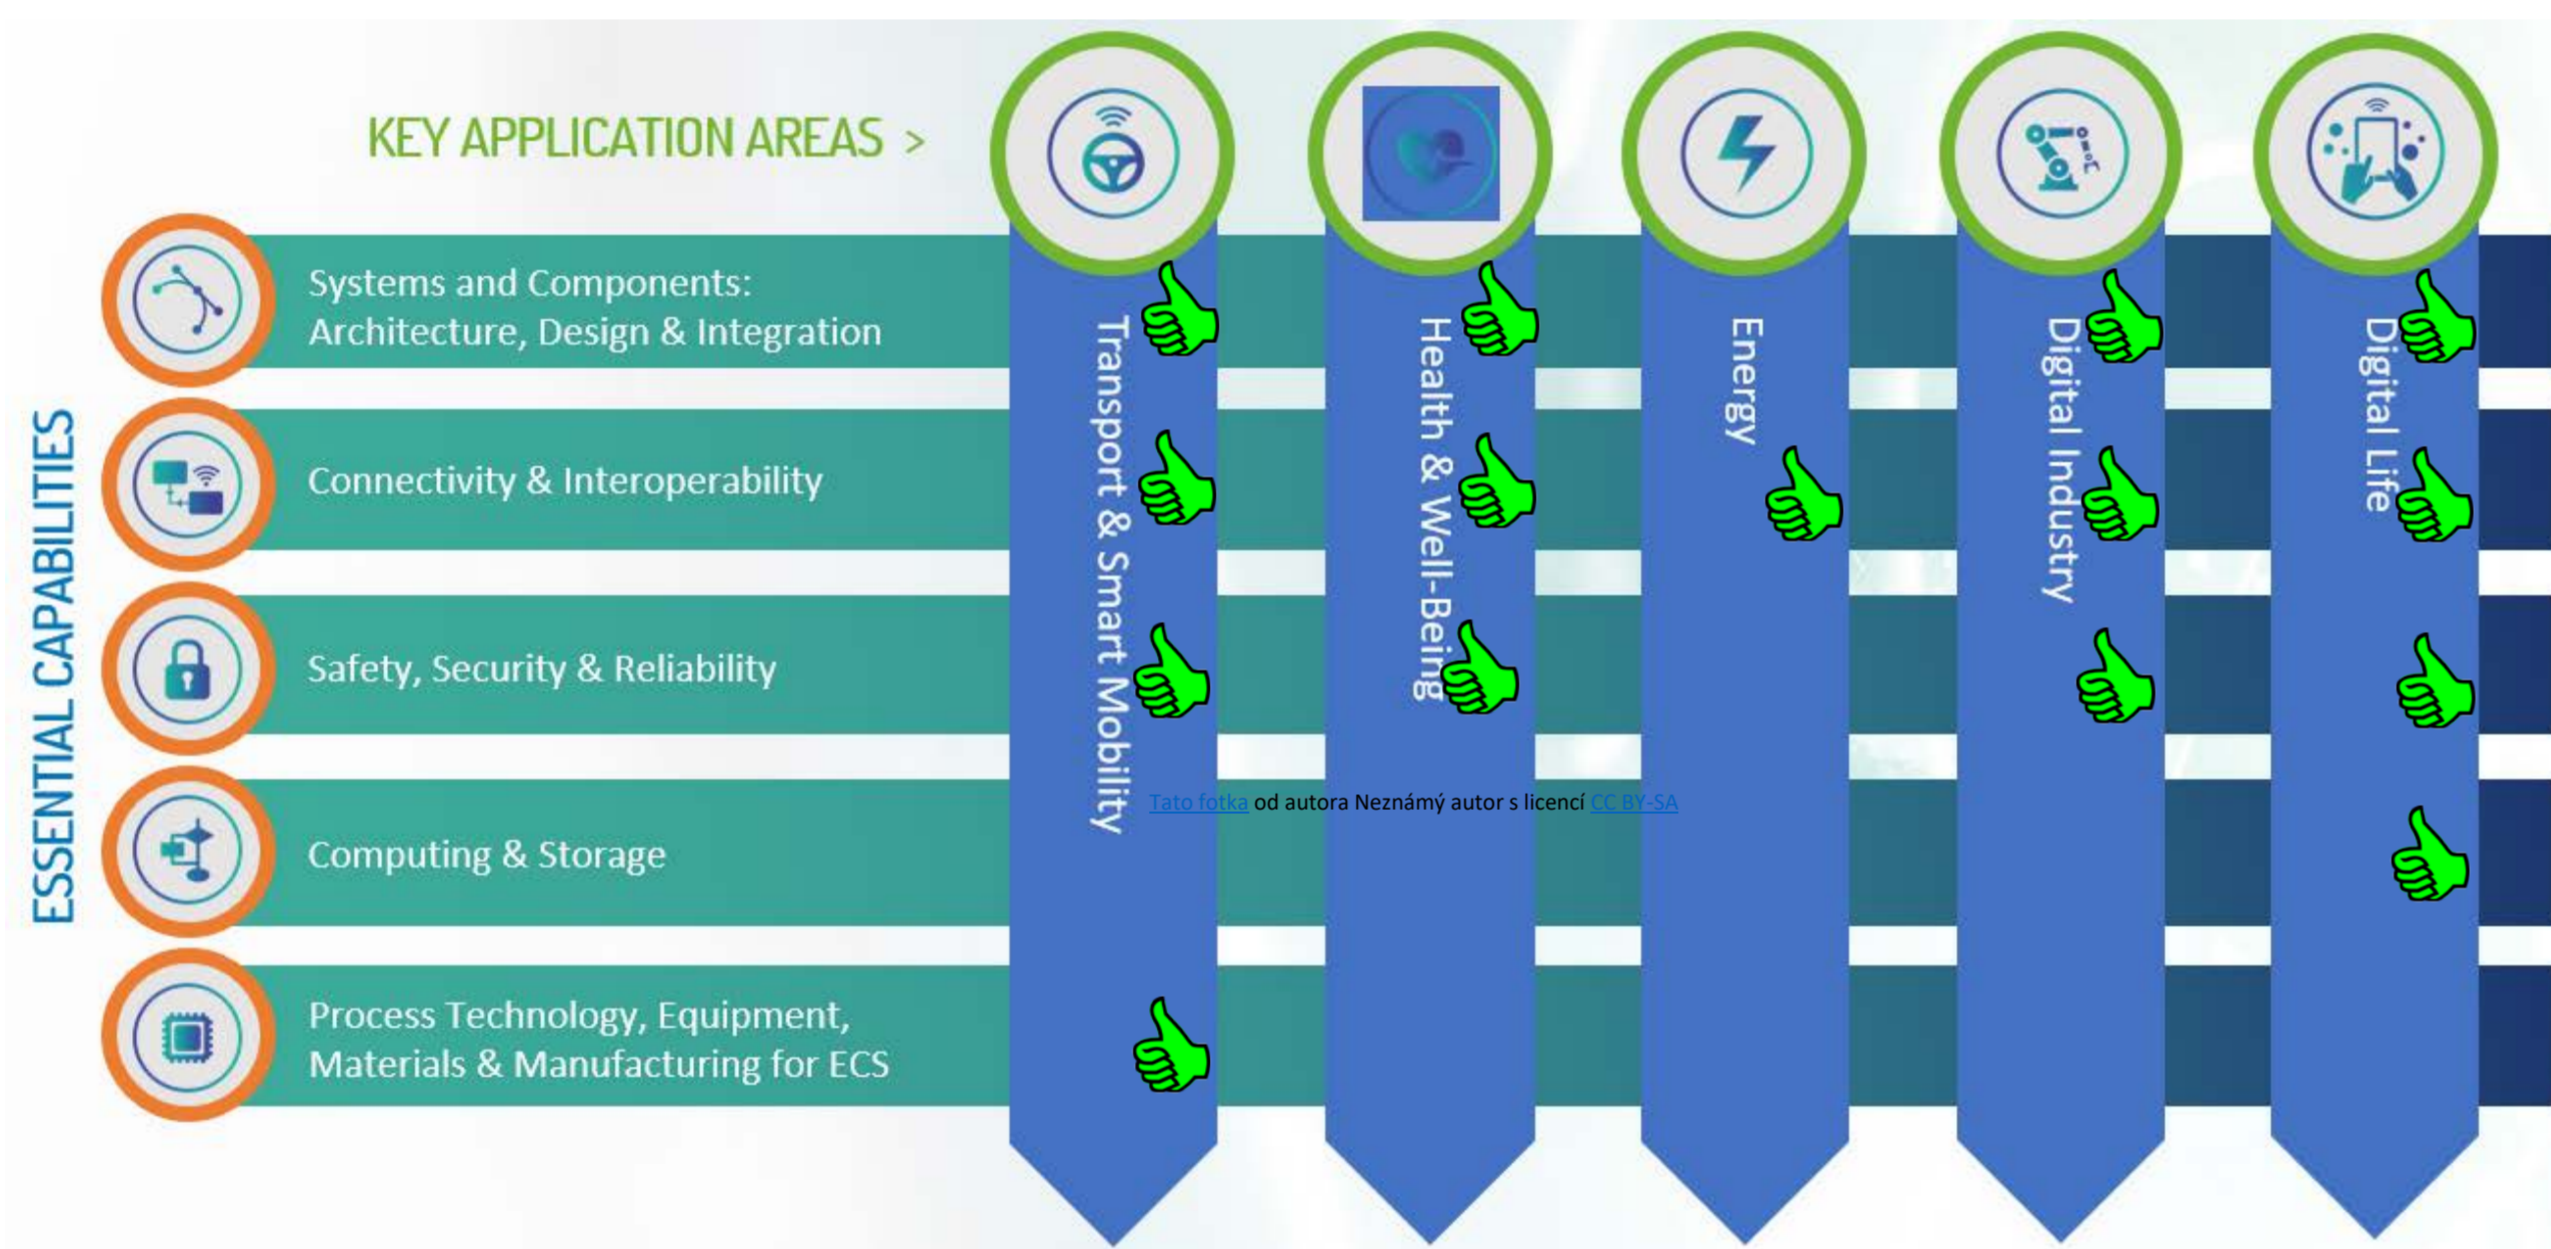 KEY APPLICATION AREAS >
ESSENTIAL CAPABILITIES
Systems and Components:
Architecture, Design & Integration
Connectivity & Interoperability
Safety, Security & Reliability
Computing & Storage
Process Technology, Equipment,
Materials & Manufacturing for ECS
Transport & Smart Mobility
Health & Well-Being
Energy
Digital Industry
Digital Life
Tato fotka od autora Neznámý autor s licencí CC BY-SA